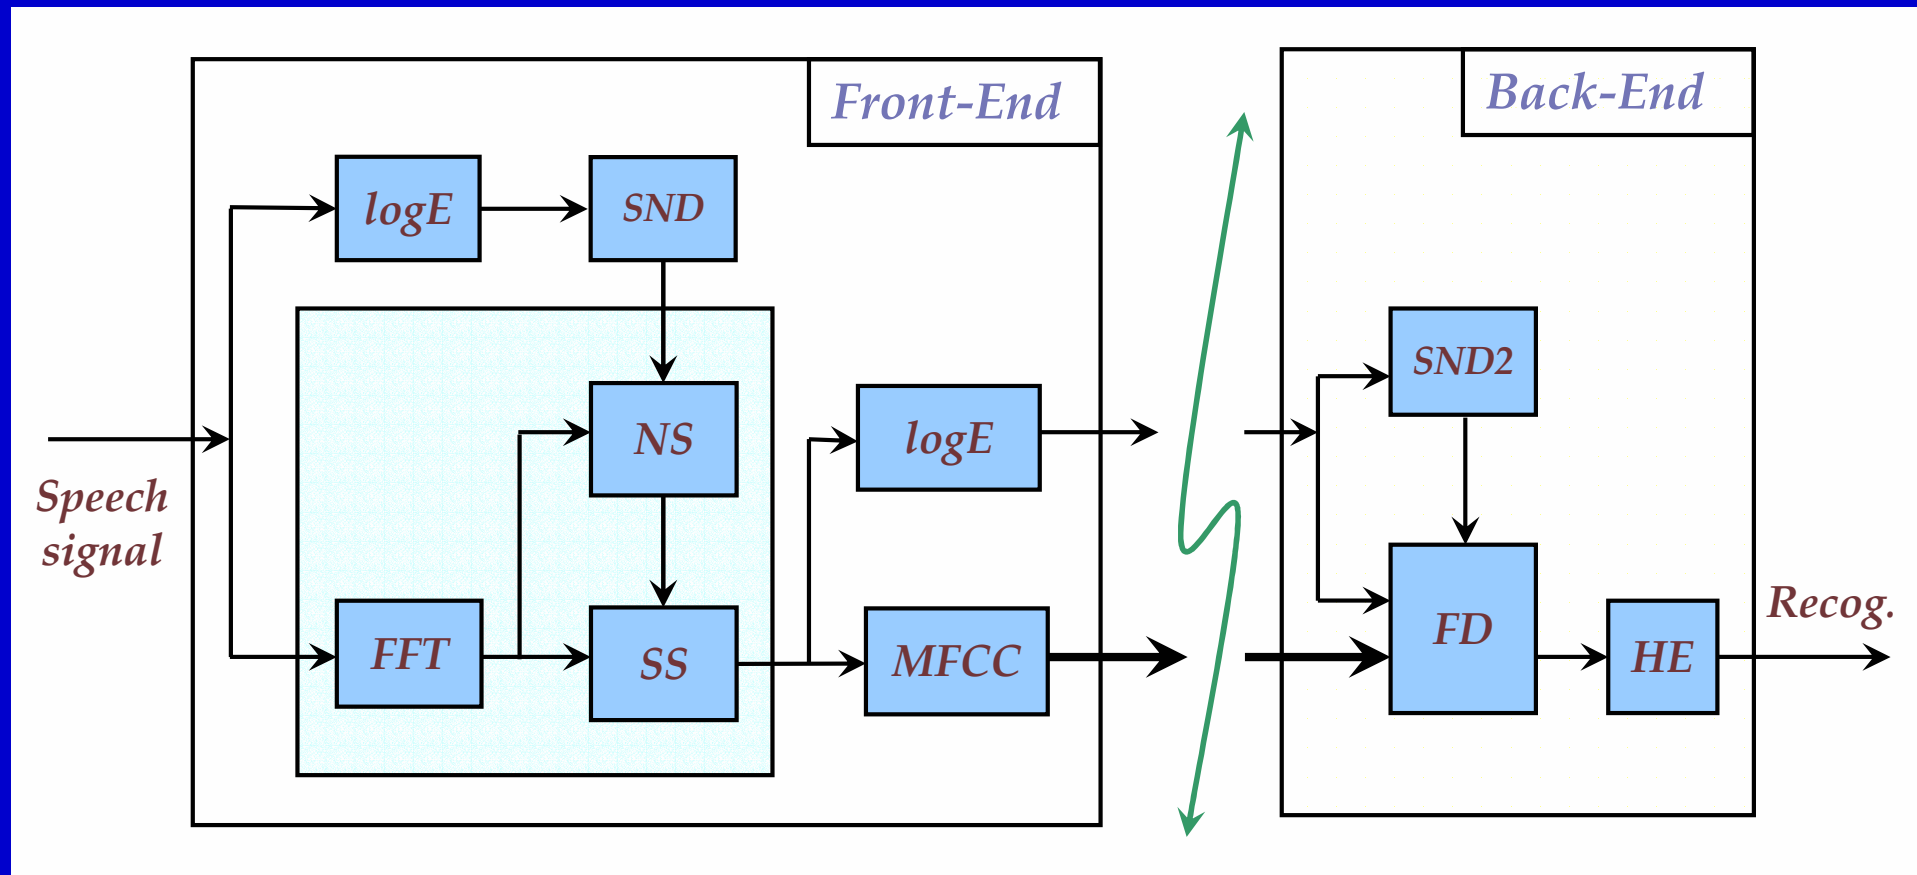 Front-End
Back-End
logE
SND
SND2
NS
logE
Speech
signal
FFT
SS
MFCC
FD
HE
Recog.